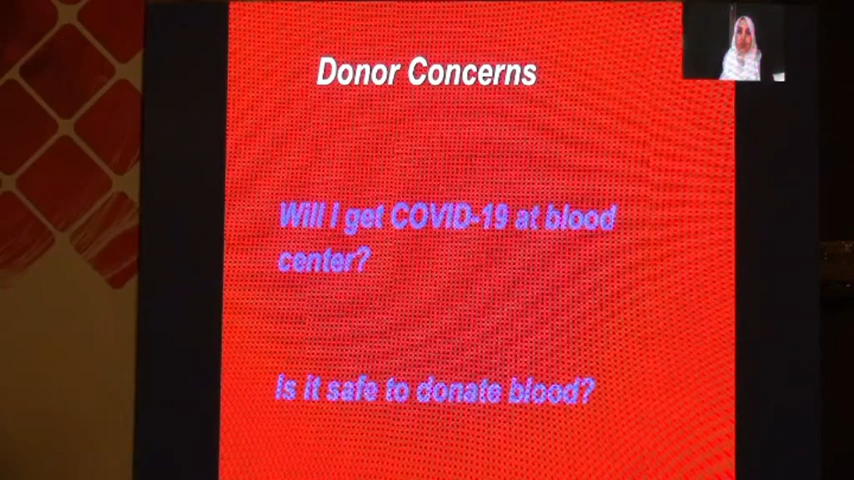 Donor Concerns
Will I get COVID-19 at blood
center?
Is it safe to donate blood?